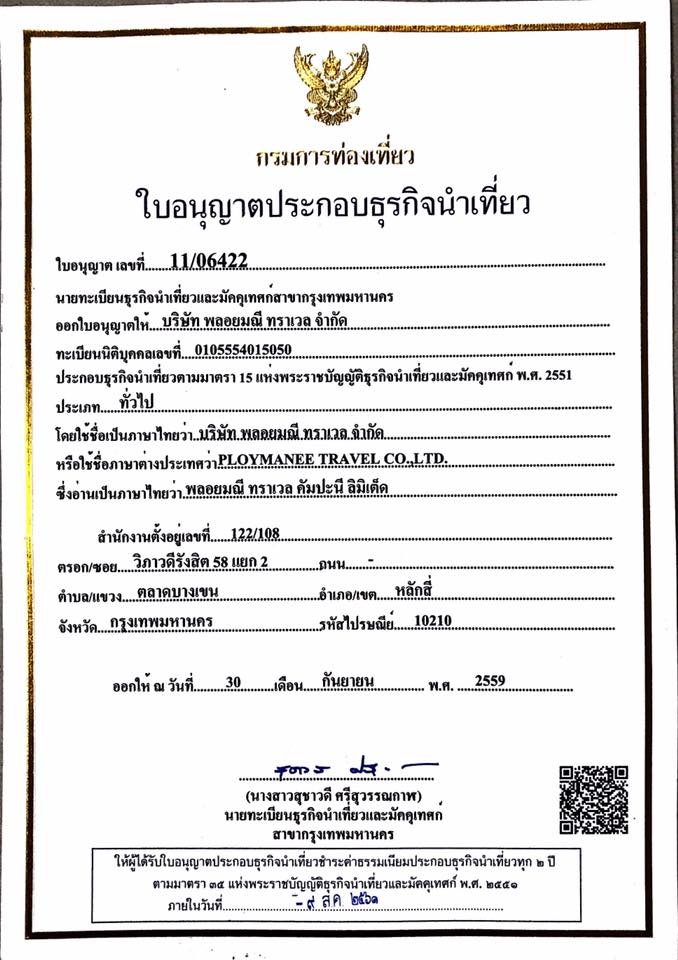 กรมการท่องเที่ยว
ใบอนุญาตประกอบธุรกิจนำเที่ยว
ใบอนุญาต เลขที่......11/06422
นายทะเบียนธุรกิจนำเที่ยวและมัคคุเทศก์สาขากรุงเทพมหานคร
ออกใบอนุญาตให้...บริษัท พลอยมณี ทราเวล จำกัด
ทะเบียนนิติบุคคลเลขที่...0105554015050
ประกอบธุรกิจนำเที่ยวตามมาตรา 15 แห่งพระราชบัญญัติธุรกิจนำเที่ยวและมัคคุเทศก์ พ.ศ. 2551
ประเภท....ทั่วไป
โดยใช้ชื่อเป็นภาษาไทยว่า..บริษัท พลอยมณี ทราเวล จำกัด
หรือใช้ชื่อภาษาต่างประเทศว่า.PLOYMANEE TRAVEL CO.,LTD.
ซึ่งอ่านเป็นภาษาไทยว่า.พลอยมณี ทราเวล คัมปะนี ลิมิเต็ด
สำนักงานตั้งอยู่เลขที่.....122/108
ตรอก/ซอย....วิภาวดีรังสิต 58 แยก 2 ถนน......-
ตำบล/แขวง....ตลาดบางเขน อำเภอ/เขต.....หลักสี่
จังหวัด...กรุงเทพมหานคร รหัสไปรษณีย์.....10210
ออกให้ ณ วันที่........30........เดือน.....กันยายน............ พ.ศ. ....2559
(นางสาวสุชาวดี ศรีสุวรรณกาพ)
นายทะเบียนธุรกิจนำเที่ยวและมัคคุเทศก์
สาขากรุงเทพมหานคร
ให้ผู้ได้รับใบอนุญาตประกอบธุรกิจนำเที่ยวชำระค่าธรรมเนียมประกอบธุรกิจนำเที่ยวทุก ๒ ปี
ตามมาตรา ๓๕ แห่งพระราชบัญญัติธุรกิจนำเที่ยวและมัคคุเทศก์ พ.ศ. ๒๕๕๑
ภายในวันที่..........- ๙ ส.ค. ๒๕๖๑